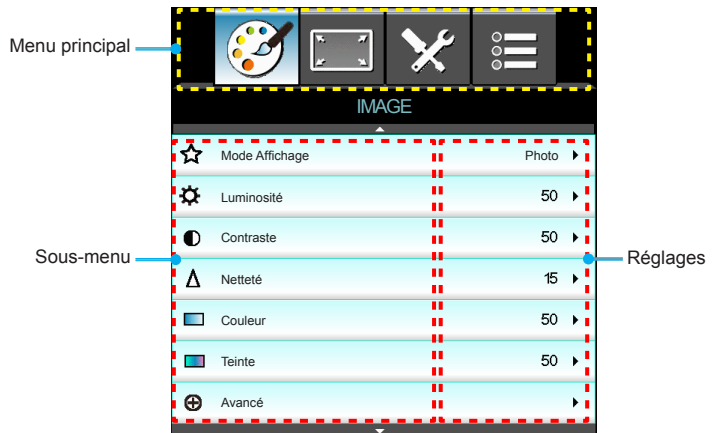 Menu principal
IMAGE
Mode Affichage Photo
Luminosité 50
Contraste 50
Sous-menu
Réglages
Netteté 15
Couleur 50
Teinte 50
Avancé